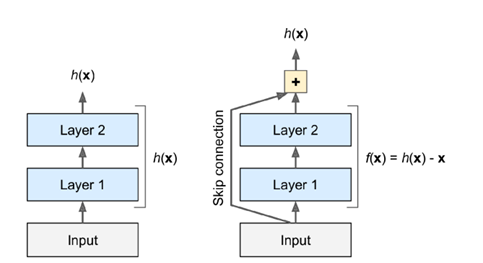 h(x)
Layer 2
Layer 1
h(x)
Input
h(x)
+
Skip connection
Layer 2
Layer 1
f(x) = h(x) - x
Input